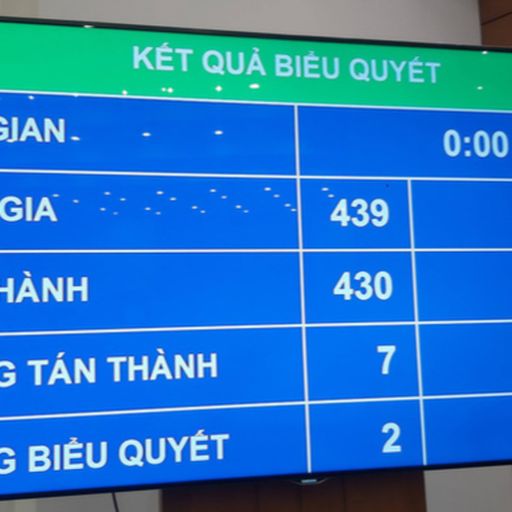 KẾT QUẢ BIỂU QUYẾT
GIAN 0:00
GIA 439
HÀNH 430
G TÁN THÀNH 7
G BIỂU QUYẾT 2